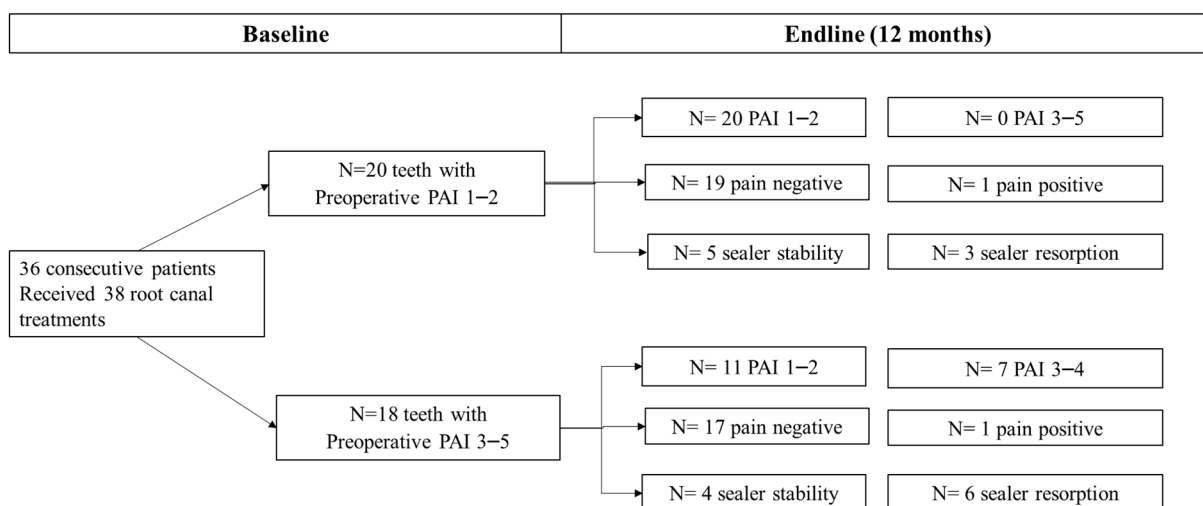 Baseline
Endline (12 months)
N= 20 PAI 1–2
N= 0 PAI 3–5
N=20 teeth with
Preoperative PAI 1–2
N= 19 pain negative
N= 1 pain positive
N= 5 sealer stability
N= 3 sealer resorption
36 consecutive patients
Received 38 root canal
treatments
N= 11 PAI 1–2
N= 7 PAI 3–4
N=18 teeth with
Preoperative PAI 3–5
N= 17 pain negative
N= 1 pain positive
N= 4 sealer stability
N= 6 sealer resorption